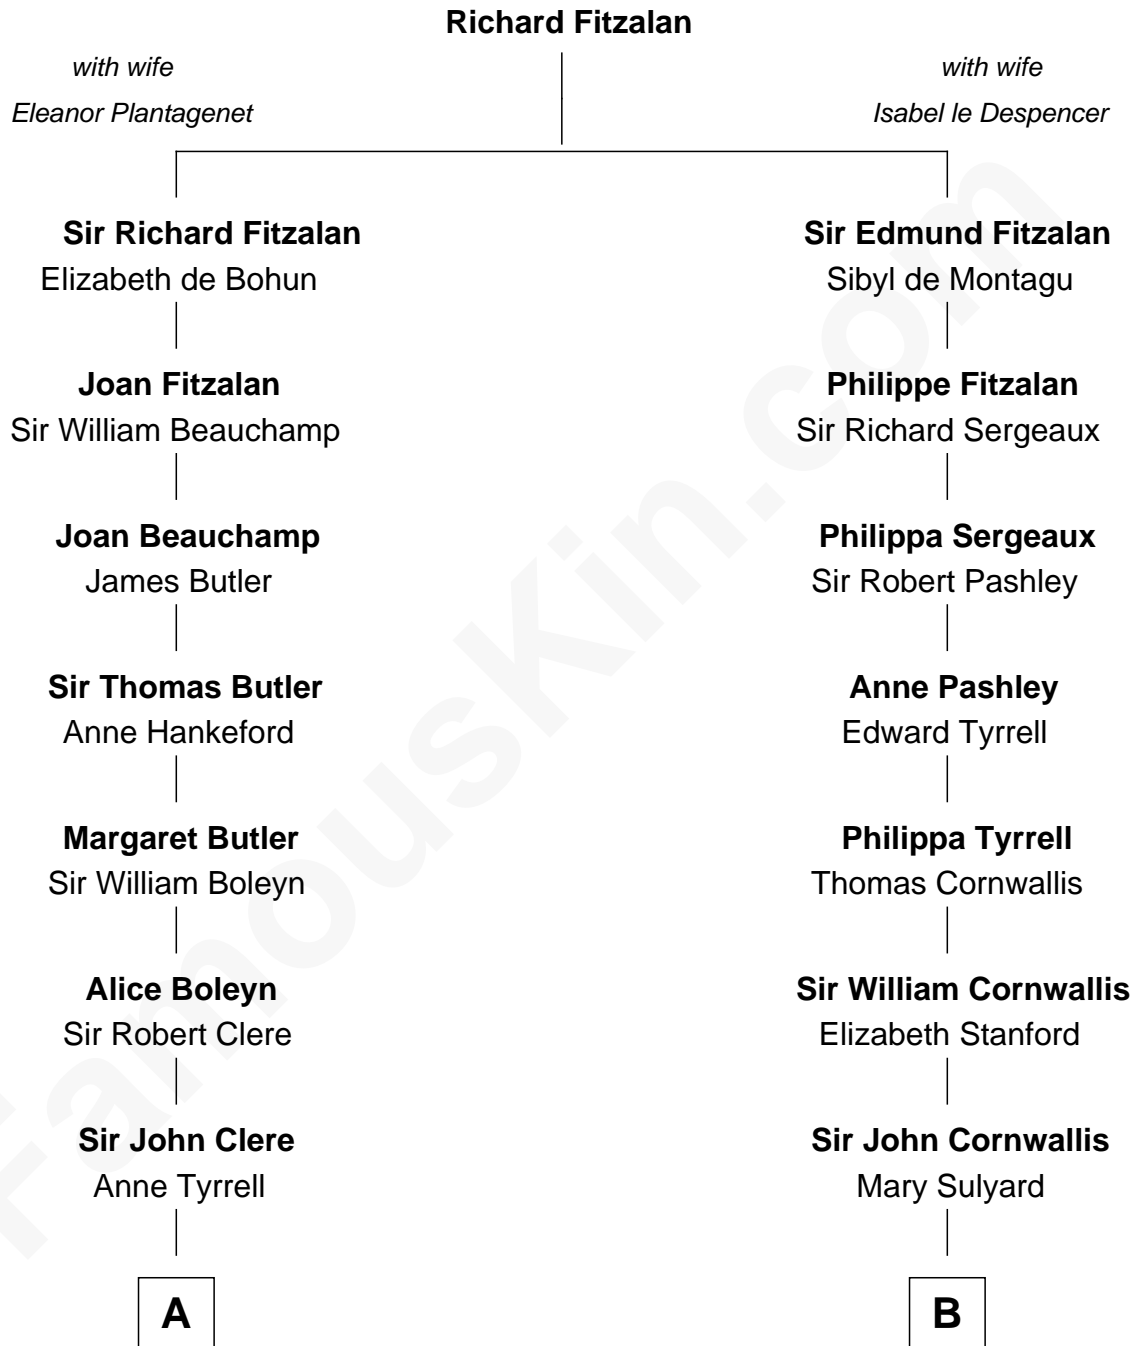 Richard Fitzalan
with wife
Eleanor Plantagenet
with wife
Isabel le Despencer
Sir Richard Fitzalan
Elizabeth de Bohun
Sir Edmund Fitzalan
Sibyl de Montagu
Joan Fitzalan
Sir William Beauchamp
Philippe Fitzalan
Sir Richard Sergeaux
Joan Beauchamp
James Butler
Philippa Sergeaux
Sir Robert Pashley
Sir Thomas Butler
Anne Hankeford
Anne Pashley
Edward Tyrrell
Margaret Butler
Sir William Boleyn
Philippa Tyrrell
Thomas Cornwallis
Alice Boleyn
Sir Robert Clere
Sir William Cornwallis
Elizabeth Stanford
Sir John Clere
Anne Tyrrell
Sir John Cornwallis
Mary Sulyard
A
B
FamousKin.com